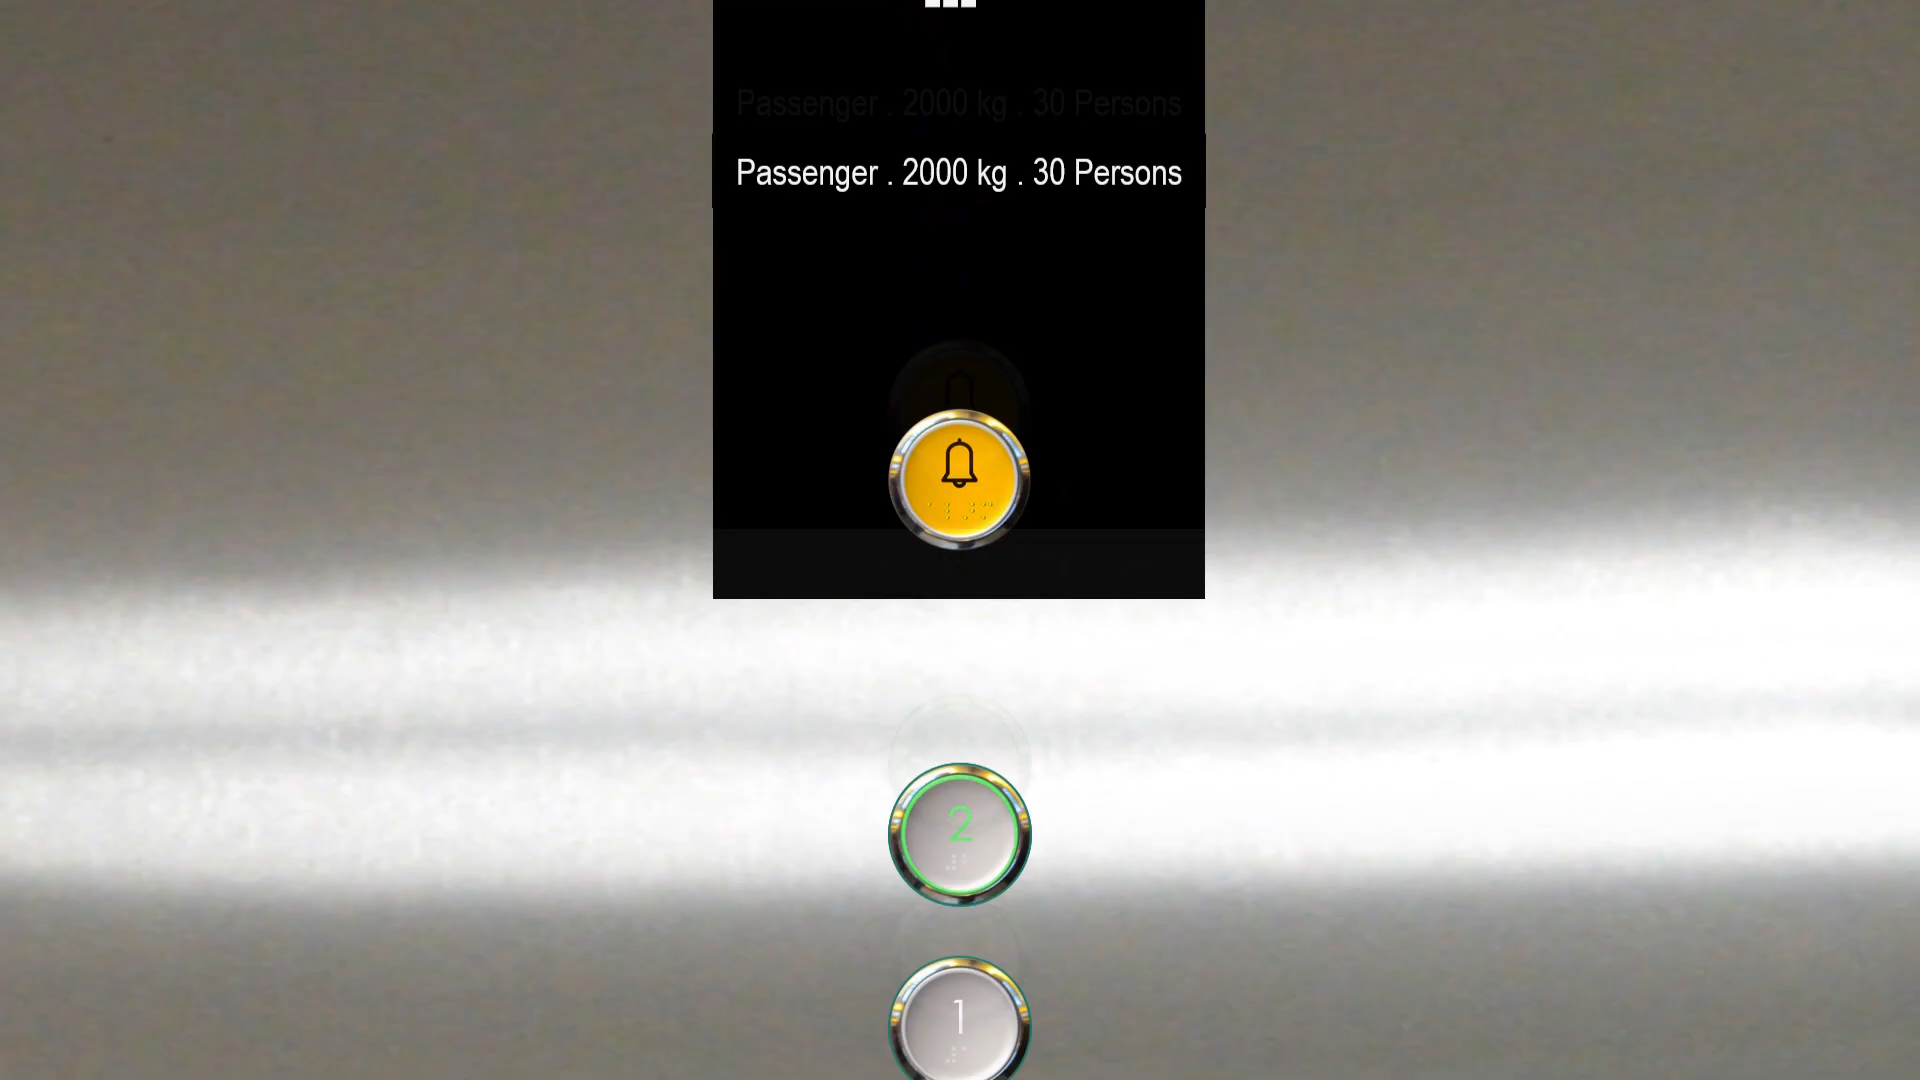 Passenger . 2000 kg . 30 Persons
Passenger . 2000 kg . 30 Persons
2
1